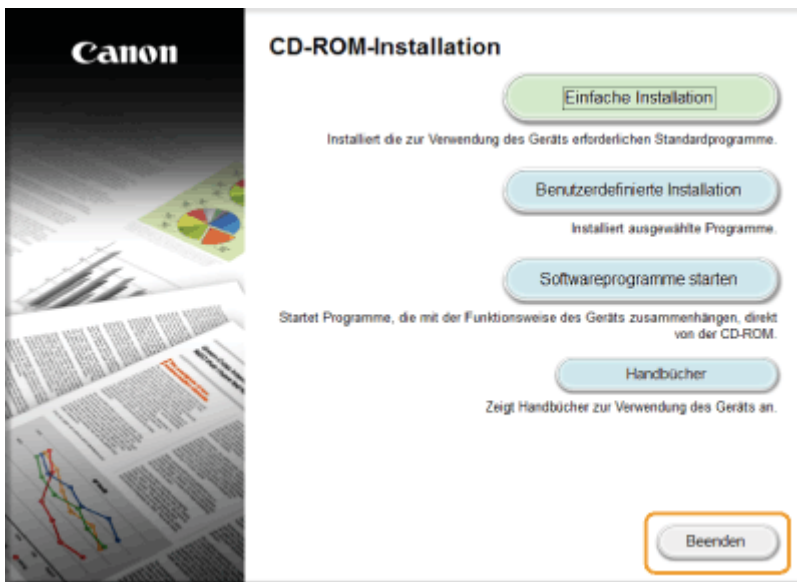 Canon
CD-ROM-Installation
Einfache Installation
Installiert die zur Verwendung des Geräts erforderlichen Standardprogramme.
Benutzerdefinierte Installation
Installiert ausgewählte Programme.
Softwareprogramme starten
Startet Programme, die mit der Funktionsweise des Geräts zusammenhängen, direkt
von der CD-ROM.
Handbücher
Zeigt Handbücher zur Verwendung des Geräts an.
Beenden